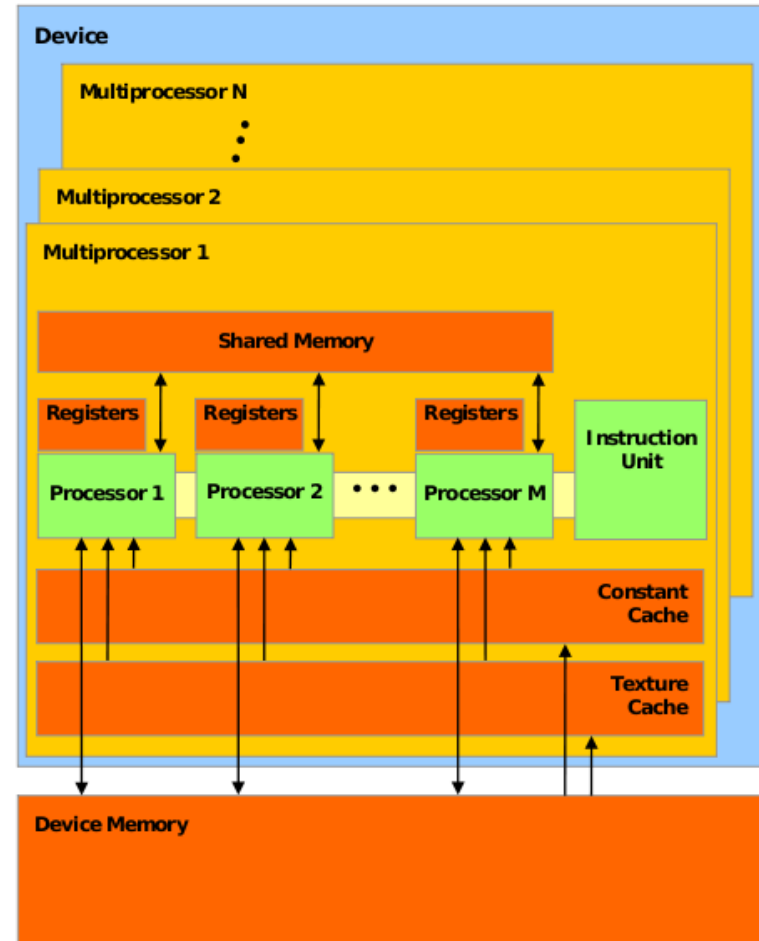 Device
Multiprocessor N
Multiprocessor 2
Multiprocessor 1
Shared Memory
Registers
Registers
Registers
Instruction
Unit
Processor 1
Processor 2
Processor M
Constant
Cache
Texture
Cache
Device Memory